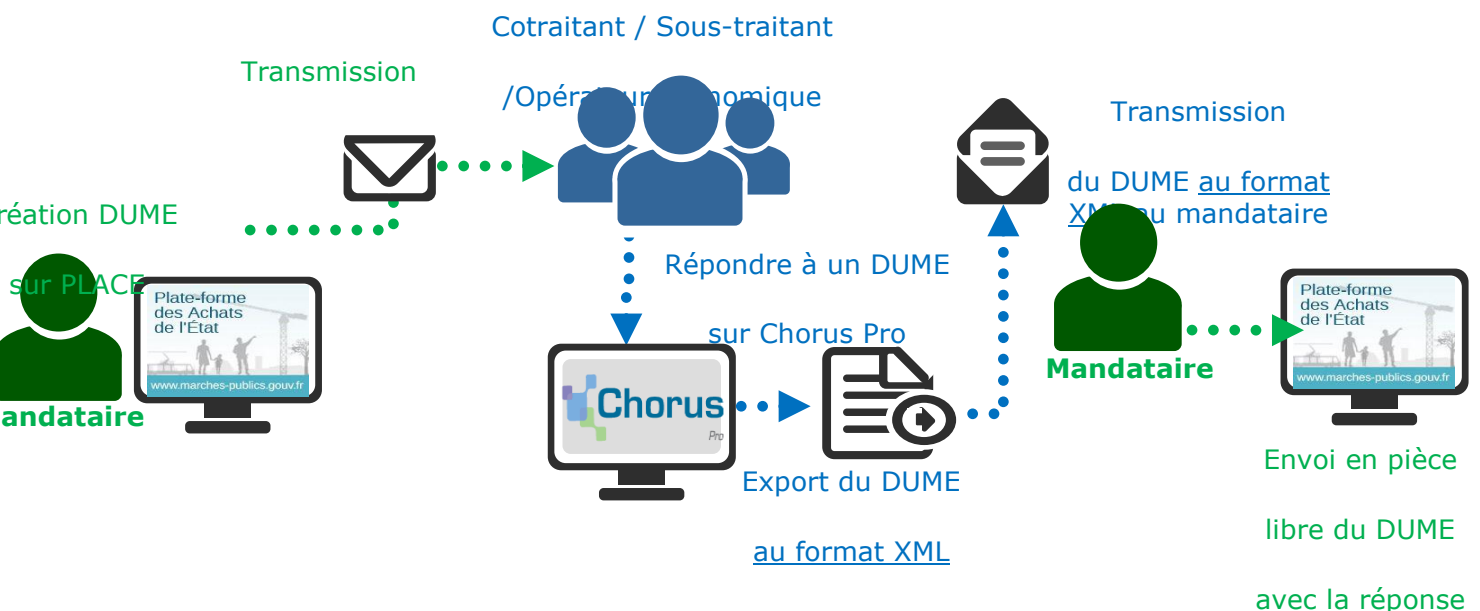 Cotraitant / Sous-traitant
Transmission
Transmission
du DUME au format
au mandataire
réation DUME
sur PLACE
Plate-forme
des Achats
de l'État
www.marches-publics.gouv.fr
andataire
Répondre à un DUME
sur Chorus Pro
Chorus
Pro
Export du DUME
au format XML
Mandataire
Plate-forme
des Achats
de l'État
www.marches-publics.gouv.fr
Envoi en pièce
libre du DUME
avec la réponse